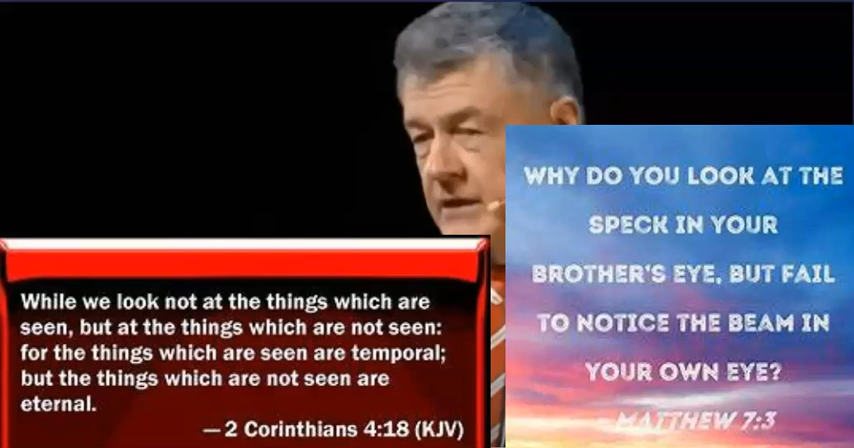 While we look not at the things which are
seen, but at the things which are not seen:
for the things which are seen are temporal;
but the things which are not seen are
eternal.
— 2 Corinthians 4:18 (KJV)
WHY DO YOU LOOK AT THE
SPECK IN YOUR
BROTHER'S EYE, BUT FAIL
TO NOTICE THE BEAM IN
YOUR OWN EYE?
- MATTHEW 7:3